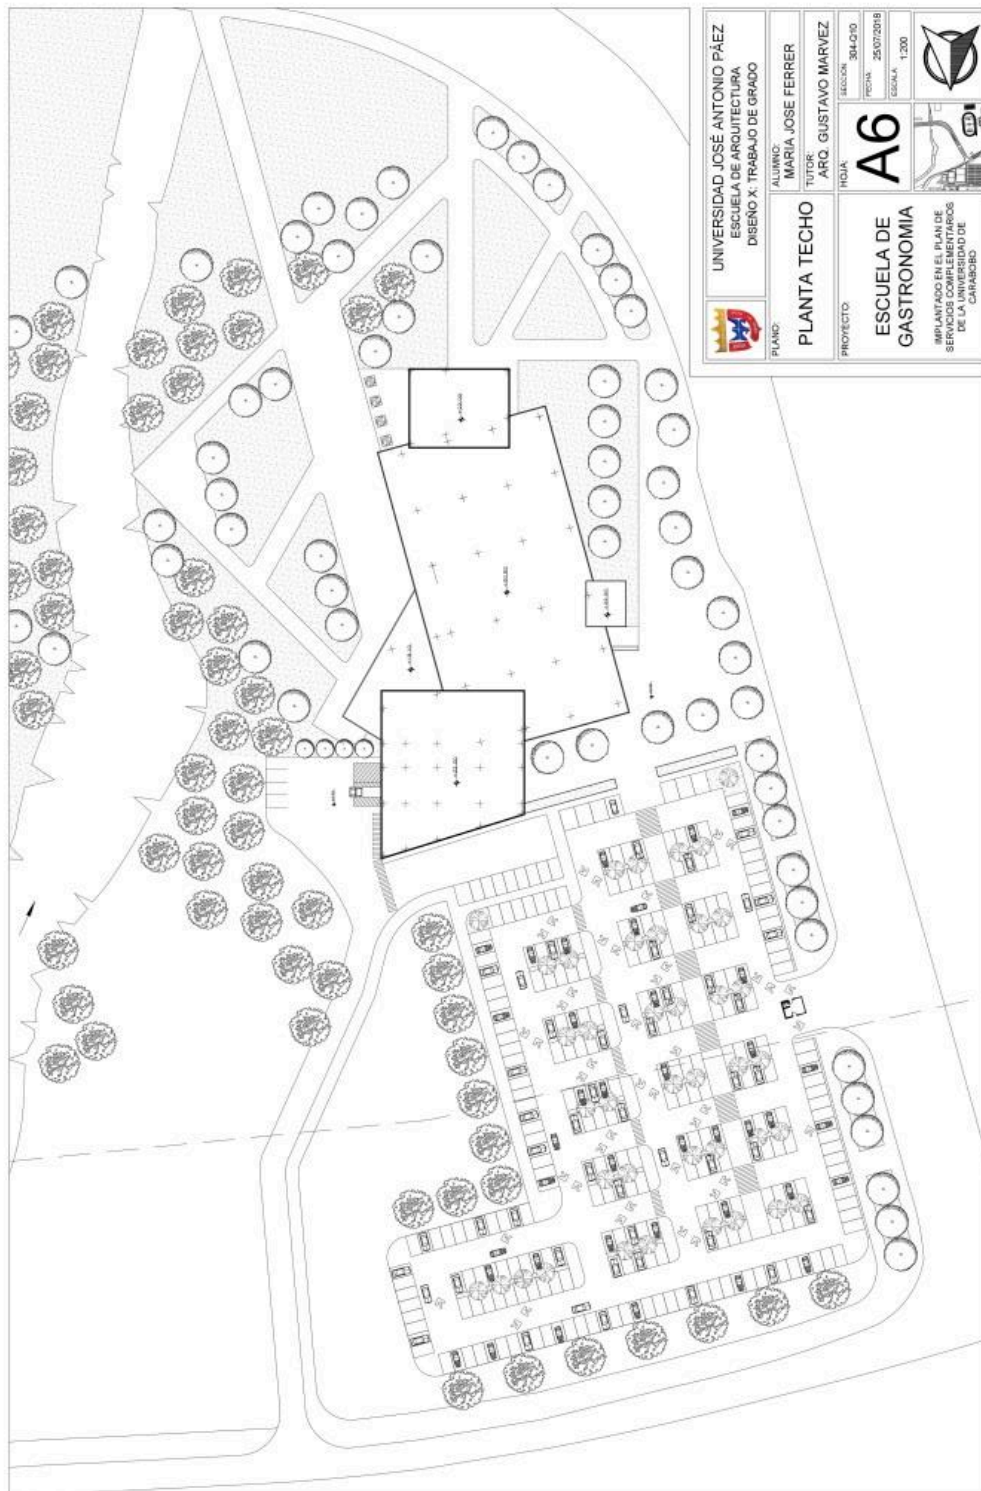 UNIVERSIDAD JOSÉ ANTONIO PÁEZ
ESCUELA DE ARQUITECTURA
DISEÑO X: TRABAJO DE GRADO
PLANO:
PLANTA TECHO
ALUMNO:
MARIA JOSE FERRER
TUTOR:
ARQ. GUSTAVO MARVEZ
PROYECTO:
ESCUELA DE
GASTRONOMIA
IMPLANTADO EN EL PLAN DE
SERVICIOS COMPLEMENTARIOS
DE LA UNIVERSIDAD DE
CARABOBO
HOJA:
A6
SECCION:
304-Q10
FECHA:
25/07/2018
ESCALA:
1:200